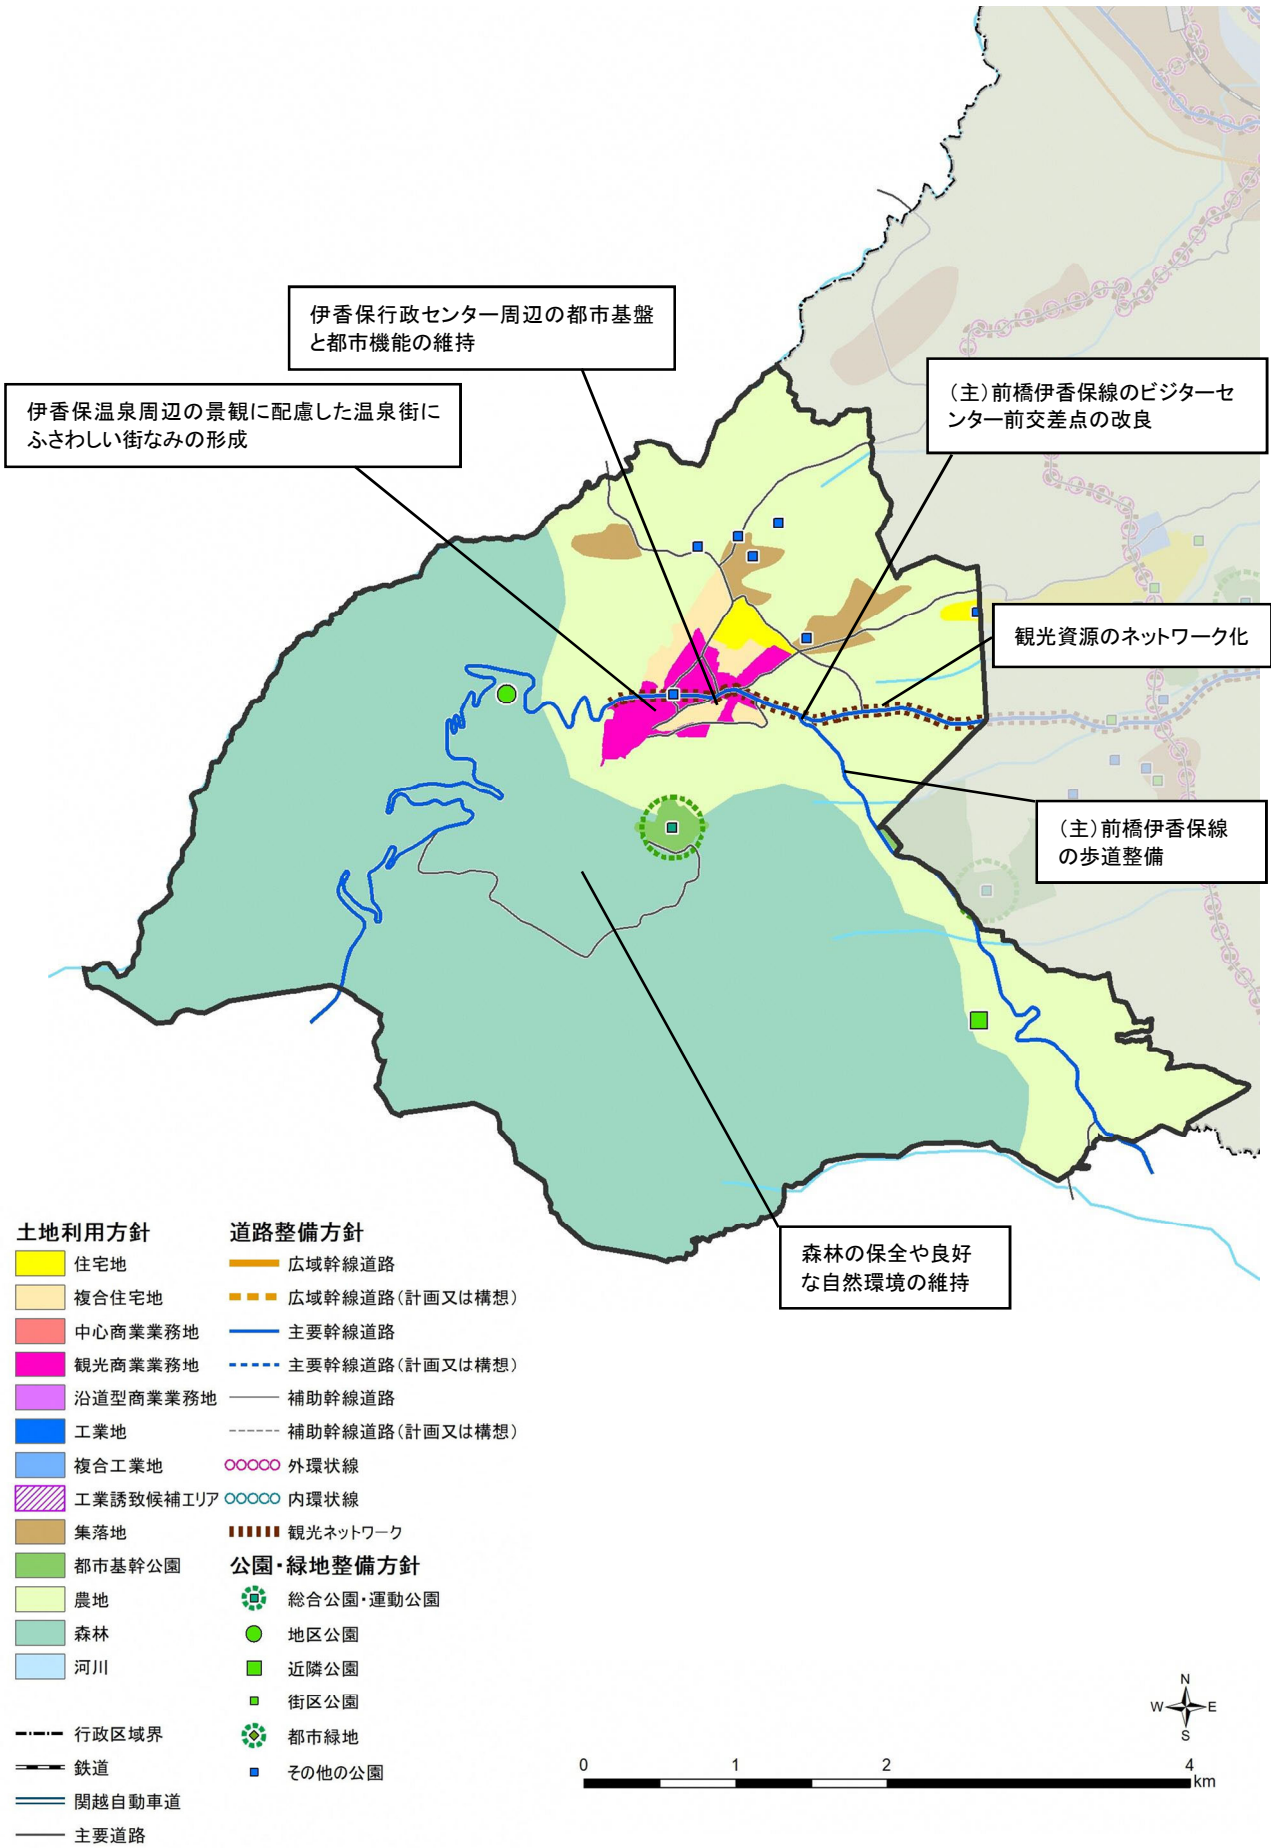 伊香保行政センター周辺の都市基盤
と都市機能の維持
伊香保温泉周辺の景観に配慮した温泉街に
ふさわしい街なみの形成
（主）前橋伊香保線のビジターセ
ンター前交差点の改良
観光資源のネットワーク化
（主）前橋伊香保線
の歩道整備
森林の保全や良好
な自然環境の維持
土地利用方針
住宅地
複合住宅地
中心商業業務地
観光商業業務地
沿道型商業業務地
工業地
複合工業地
工業誘致候補エリア
集落地
都市基幹公園
農地
森林
河川
行政区域界
鉄道
関越自動車道
主要道路
道路整備方針
広域幹線道路
広域幹線道路（計画又は構想）
主要幹線道路
主要幹線道路（計画又は構想）
補助幹線道路
補助幹線道路（計画又は構想）
外環状線
内環状線
観光ネットワーク
公園・緑地整備方針
総合公園・運動公園
地区公園
近隣公園
街区公園
都市緑地
その他の公園
N
W E
S
0 1 2 4
km